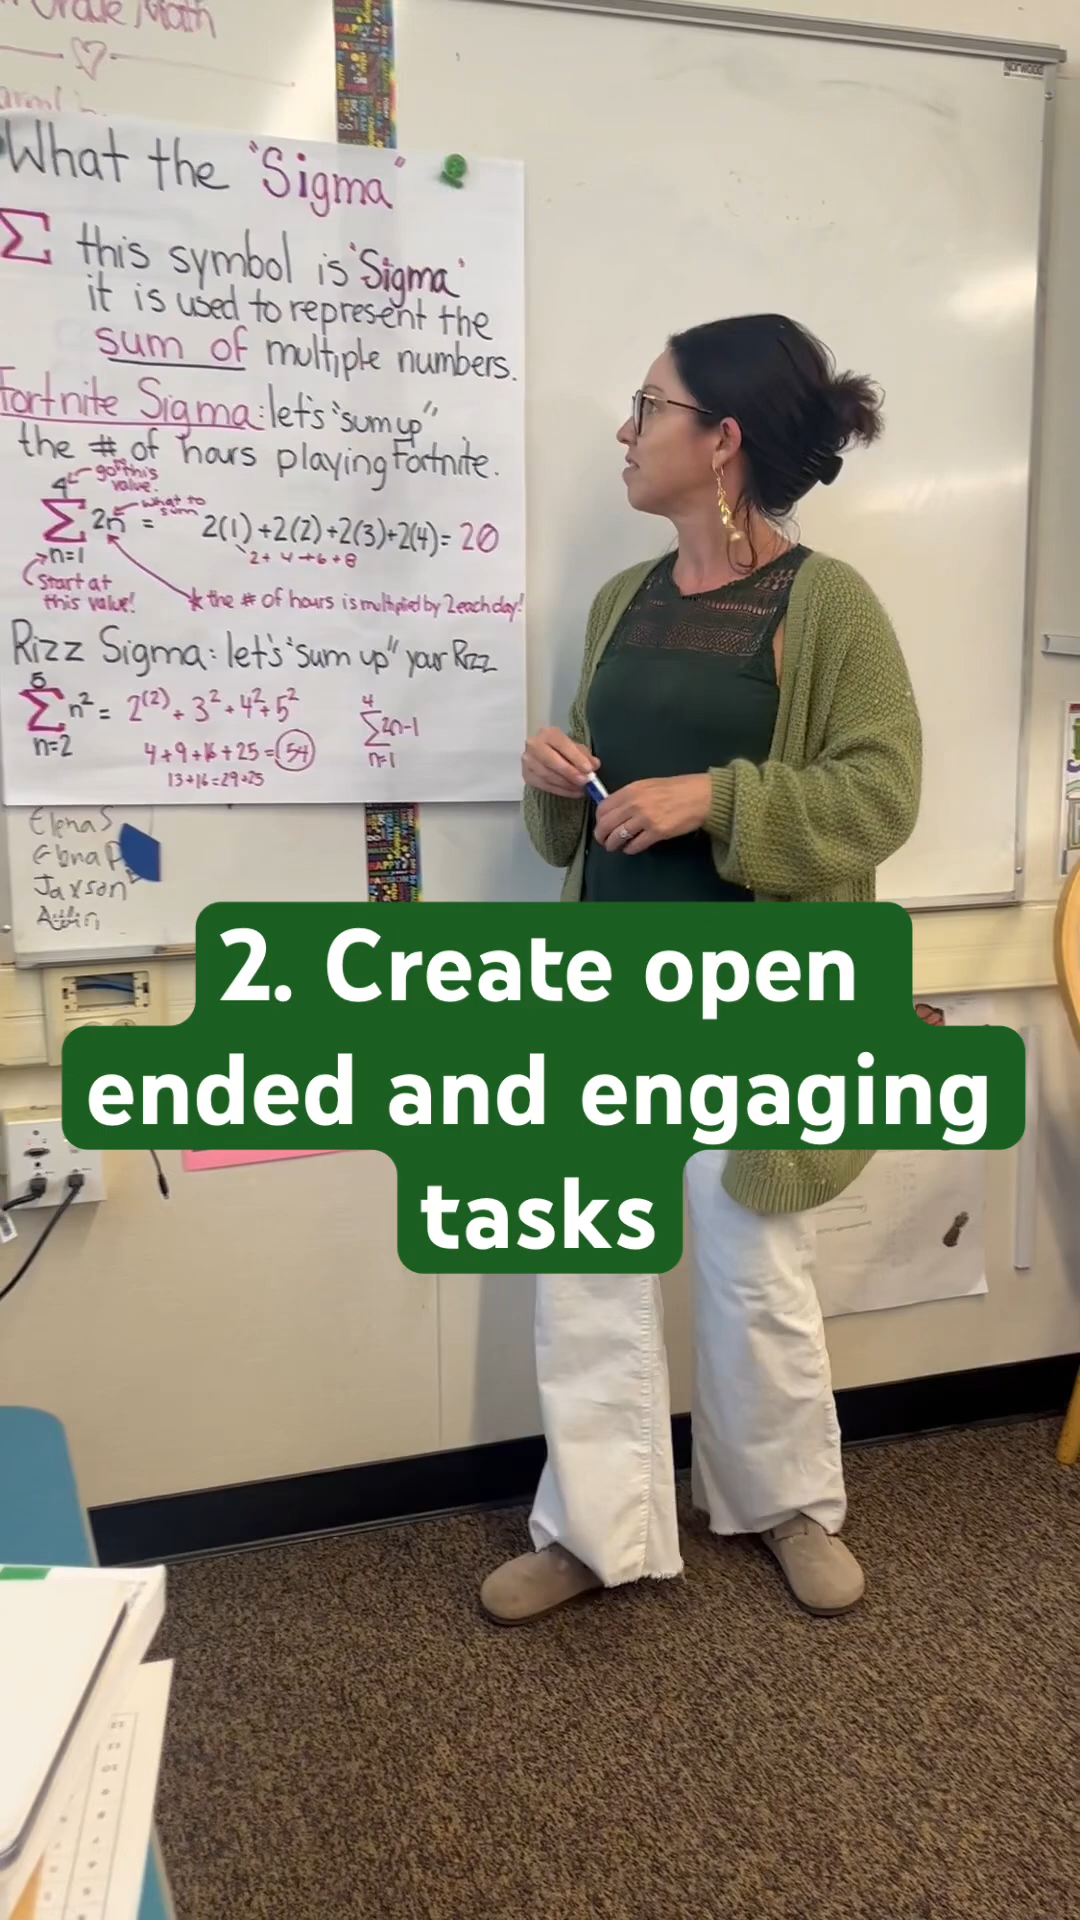 Grade Math
Norwood
What the "Sigma"
Σ this symbol is "Sigma"
it is used to represent the
sum of multiple numbers.
Fortnite Sigma: let's "sum up"
the # of hours playing Fortnite.
4 go to this
value.
what to
sum
Σ 2n = 2(1)+2(2)+2(3)+2(4)= 20
2+ 4+6+8
n=1
Start at
this value!
* the # of hours is multiplied by 2 each day!
Rizz Sigma: let's "sum up" your Rizz
5
Σ n² = 2⁽²⁾ + 3² + 4² + 5²
n=2
4+9+16+25 = 54
13+16=29+25
4
Σ 2n-1
n=1
Elena S
Jaxson
2. Create open
ended and engaging
tasks